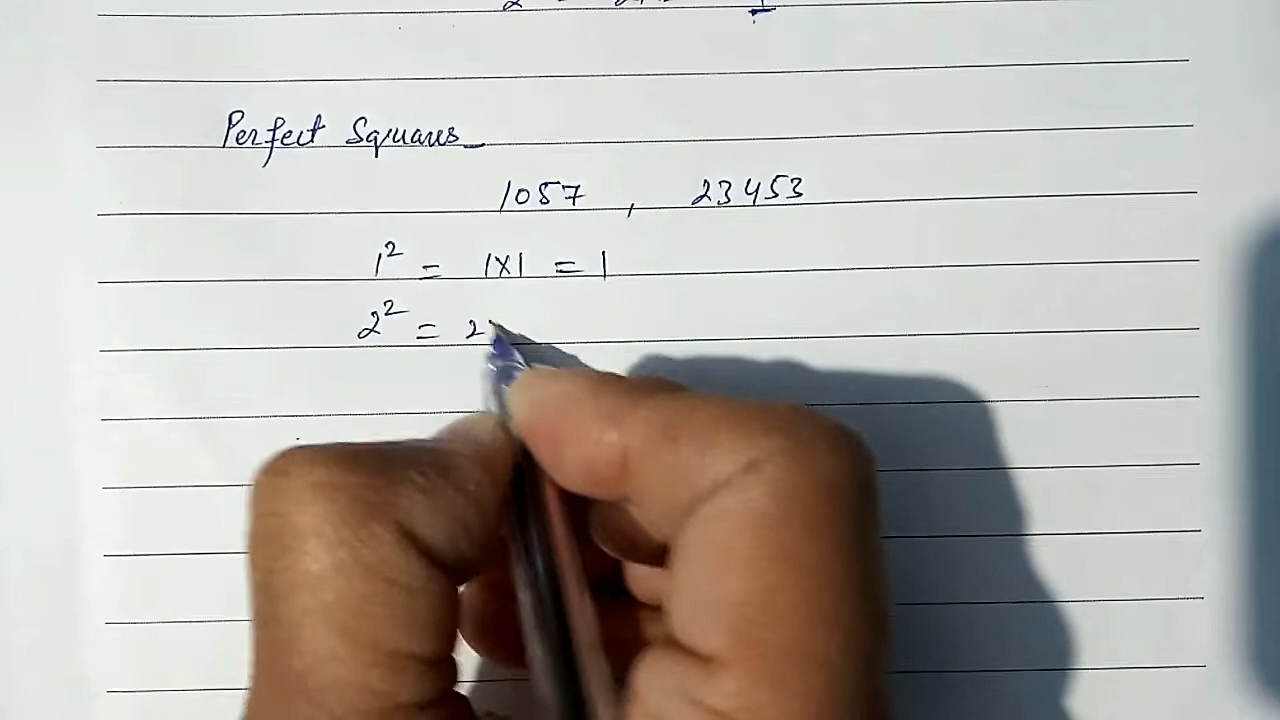 Perfect Squares
1057 , 23453
1² = 1×1 = 1
2² = 2